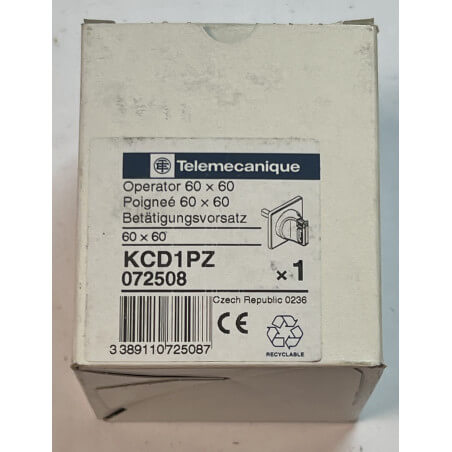 Telemecanique
Operator 60 × 60
Poigneé 60 × 60
Betätigungsvorsatz
60 × 60
KCD1PZ
072508
× 1
Czech Republic 0236
CE
3 389110 725087
RECYCLABLE